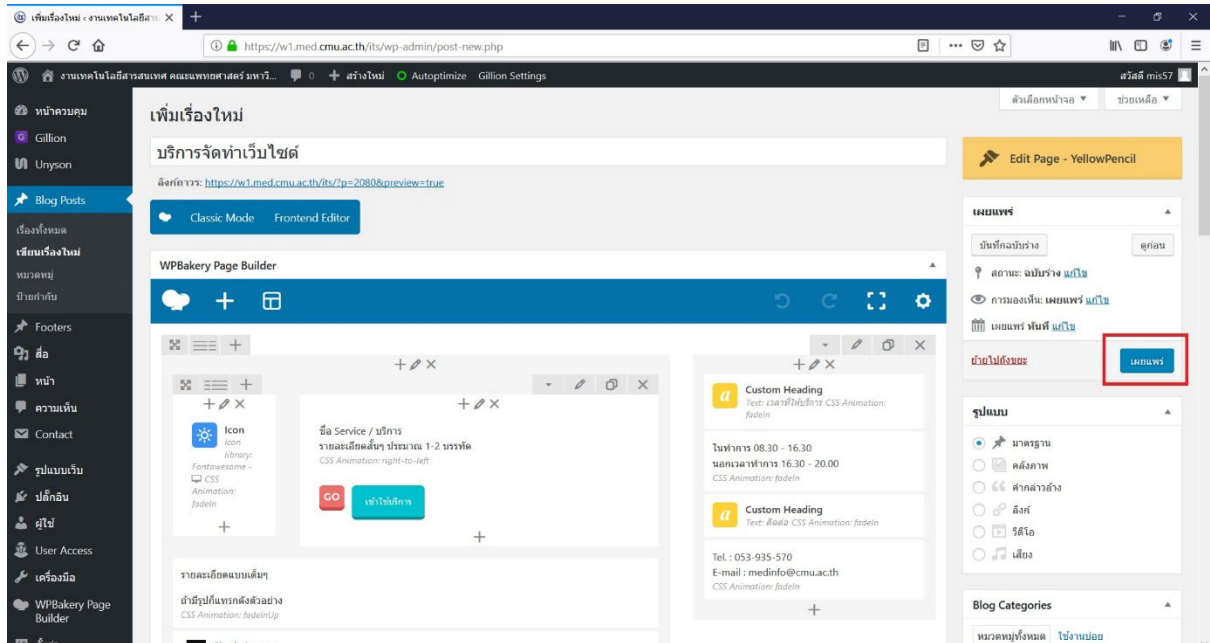 เพิ่มเรื่องใหม่ ‹ งานเทคโนโลยีสาร
https://w1.med.cmu.ac.th/its/wp-admin/post-new.php
งานเทคโนโลยีสารสนเทศ คณะแพทยศาสตร์ มหาวิ... 0 + สร้างใหม่ Autoptimize Gillion Settings สวัสดี mis57
ตัวเลือกหน้าจอ ช่วยเหลือ
หน้าควบคุม
Gillion
Unyson
Blog Posts
เรื่องทั้งหมด
เขียนเรื่องใหม่
หมวดหมู่
ป้ายกำกับ
Footers
สื่อ
หน้า
ความเห็น
Contact
รูปแบบเว็บ
ปลั๊กอิน
ผู้ใช้
User Access
เครื่องมือ
WPBakery Page
Builder
เพิ่มเรื่องใหม่
บริการจัดทำเว็บไซต์
ลิงก์ถาวร: https://w1.med.cmu.ac.th/its/?p=2080&preview=true
Classic Mode Frontend Editor
WPBakery Page Builder
Icon
Icon
library:
Fontawesome -
CSS
Animation:
fadeIn
ชื่อ Service / บริการ
รายละเอียดสั้นๆ ประมาณ 1-2 บรรทัด
CSS Animation: right-to-left
GO เข้าใช้บริการ
รายละเอียดแบบเต็มๆ
ถ้ามีรูปก็แทรกดังตัวอย่าง
CSS Animation: fadeInUp
Custom Heading
Text: เวลาที่ให้บริการ CSS Animation:
fadeIn
ในทำการ 08.30 - 16.30
นอกเวลาทำการ 16.30 - 20.00
CSS Animation: fadeIn
Custom Heading
Text: ติดต่อ CSS Animation: fadeIn
Tel. : 053-935-570
E-mail : medinfo@cmu.ac.th
CSS Animation: fadeIn
Edit Page - YellowPencil
เผยแพร่
บันทึกฉบับร่าง ดูก่อน
สถานะ: ฉบับร่าง แก้ไข
การมองเห็น: เผยแพร่ แก้ไข
เผยแพร่ ทันที แก้ไข
ย้ายไปถังขยะ เผยแพร่
รูปแบบ
มาตรฐาน
คลังภาพ
คำกล่าวอ้าง
ลิงก์
วีดีโอ
เสียง
Blog Categories
หมวดหมู่ทั้งหมด ใช้งานบ่อย